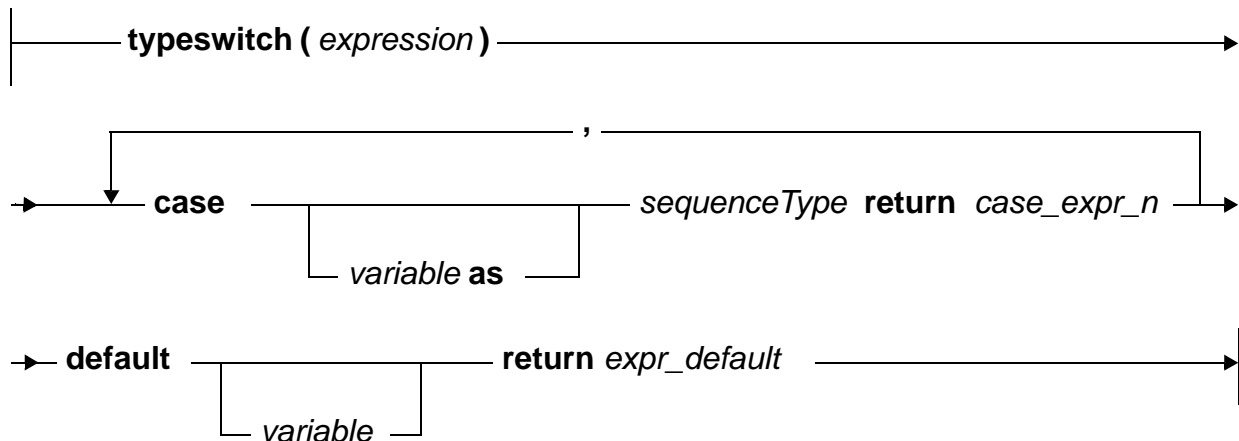 typeswitch ( expression )
,
case sequenceType return case_expr_n
variable as
default return expr_default
variable